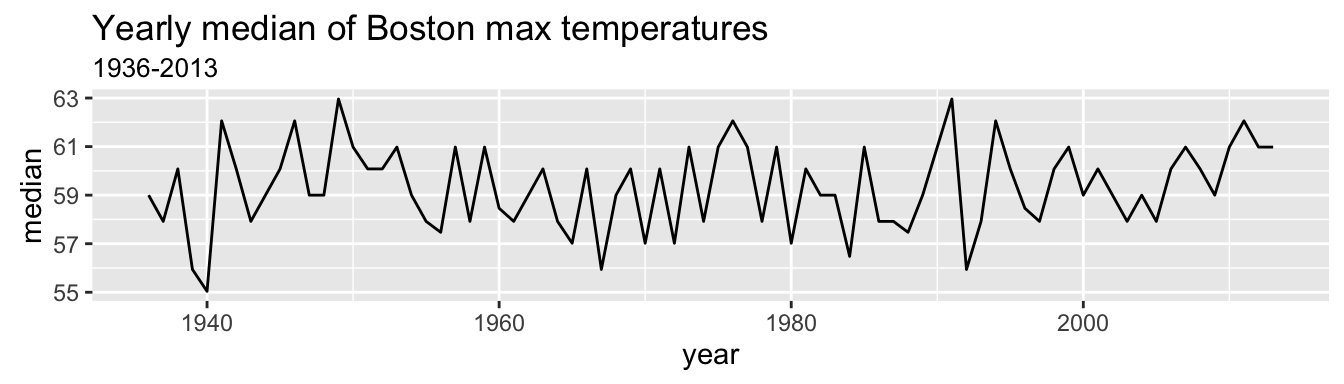 Yearly median of Boston max temperatures
1936-2013
63
61
59
57
55
median
1940 1960 1980 2000
year